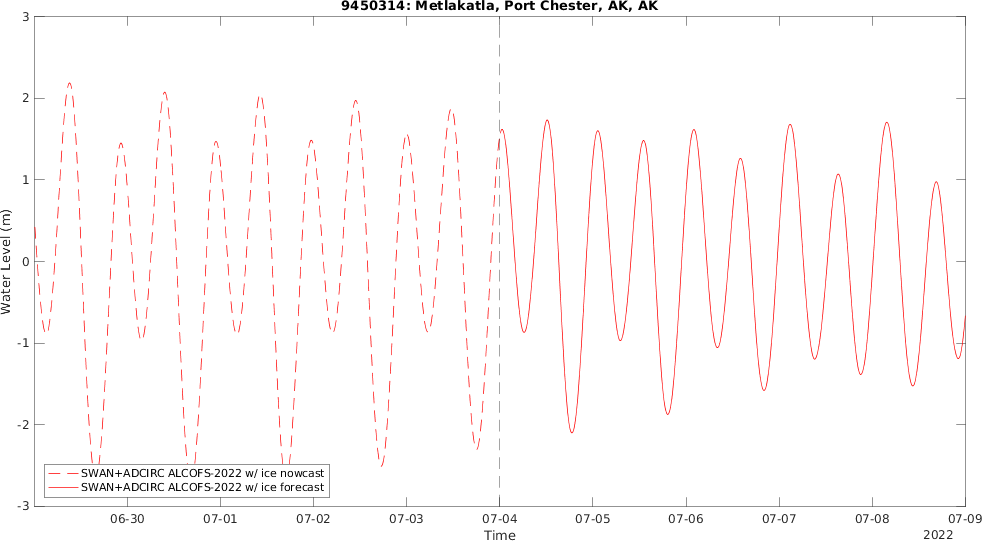 9450314: Metlakatla, Port Chester, AK, AK
3
2
1
0
-1
-2
-3
Water Level (m)
SWAN+ADCIRC ALCOFS-2022 w/ ice nowcast
SWAN+ADCIRC ALCOFS-2022 w/ ice forecast
06-30 07-01 07-02 07-03 07-04 07-05 07-06 07-07 07-08 07-09
Time
2022